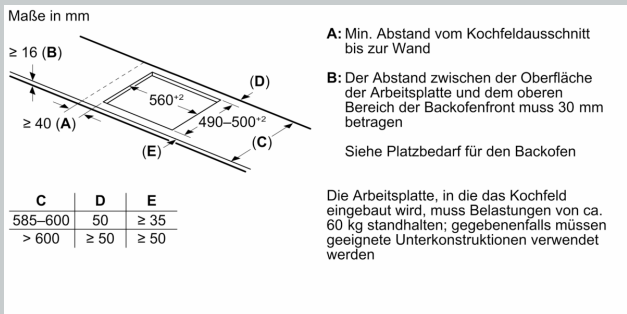 Maße in mm
≥ 16 (B)
560⁺²
(D)
490–500⁺²
≥ 40 (A)
(C)
(E)
C D E
585–600 50 ≥ 35
> 600 ≥ 50 ≥ 50
A: Min. Abstand vom Kochfeldausschnitt
bis zur Wand
B: Der Abstand zwischen der Oberfläche
der Arbeitsplatte und dem oberen
Bereich der Backofenfront muss 30 mm
betragen
Siehe Platzbedarf für den Backofen
Die Arbeitsplatte, in die das Kochfeld
eingebaut wird, muss Belastungen von ca.
60 kg standhalten; gegebenenfalls müssen
geeignete Unterkonstruktionen verwendet
werden